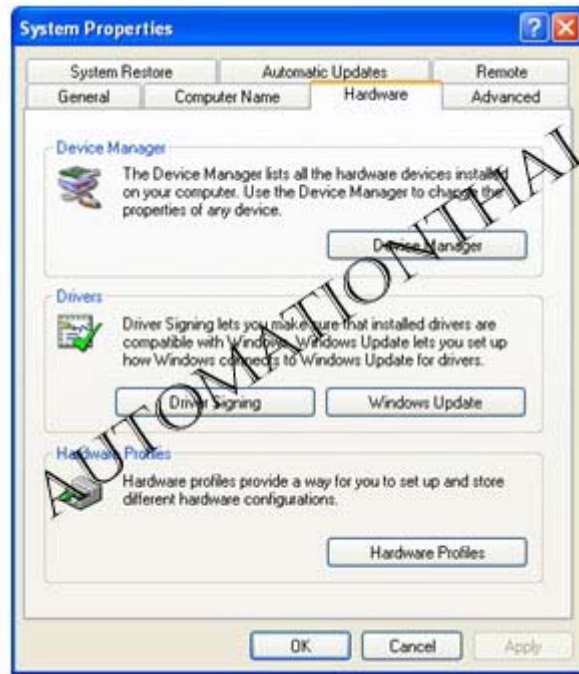 System Properties
System Restore
Automatic Updates
Remote
General
Computer Name
Hardware
Advanced
Device Manager
The Device Manager lists all the hardware devices installed
on your computer. Use the Device Manager to change the
properties of any device.
Device Manager
Drivers
Driver Signing lets you make sure that installed drivers are
compatible with Windows. Windows Update lets you set up
how Windows connects to Windows Update for drivers.
Driver Signing
Windows Update
Hardware Profiles
Hardware profiles provide a way for you to set up and store
different hardware configurations.
Hardware Profiles
OK
Cancel
Apply
AUTOMATIONTHAI